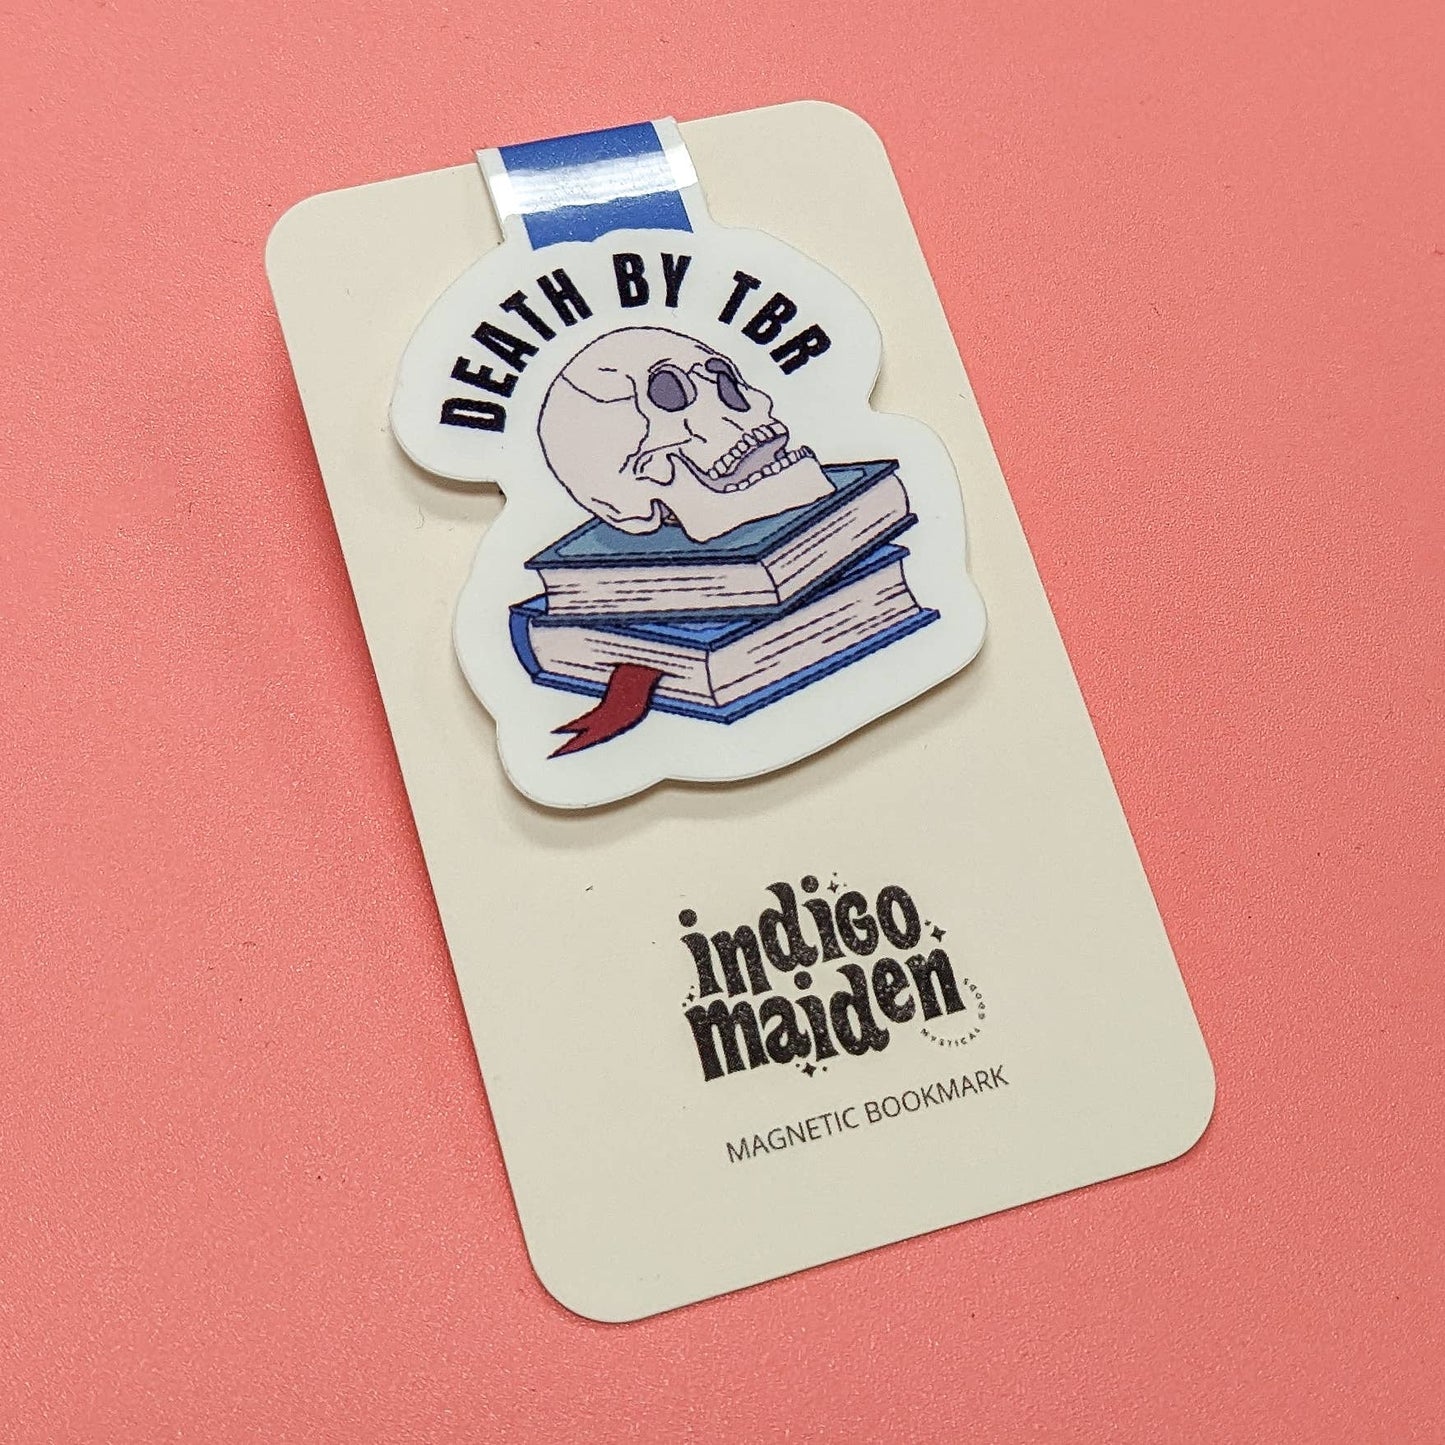 DEATH BY TBR
indigo
maiden
MYSTICAL GOODS
MAGNETIC BOOKMARK